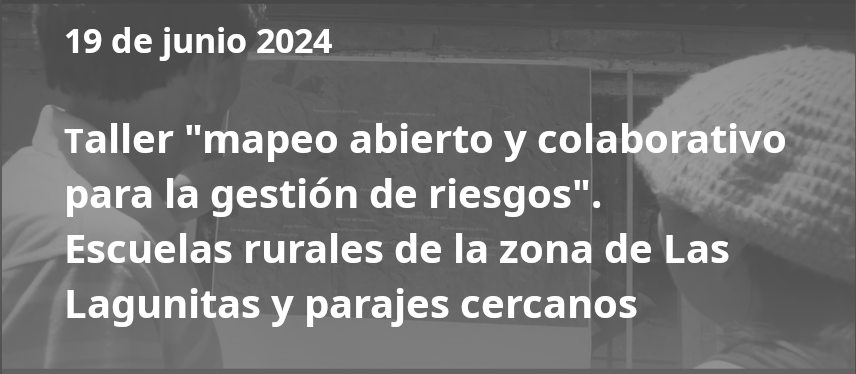 19 de junio 2024
Taller "mapeo abierto y colaborativo
para la gestión de riesgos".
Escuelas rurales de la zona de Las
Lagunitas y parajes cercanos